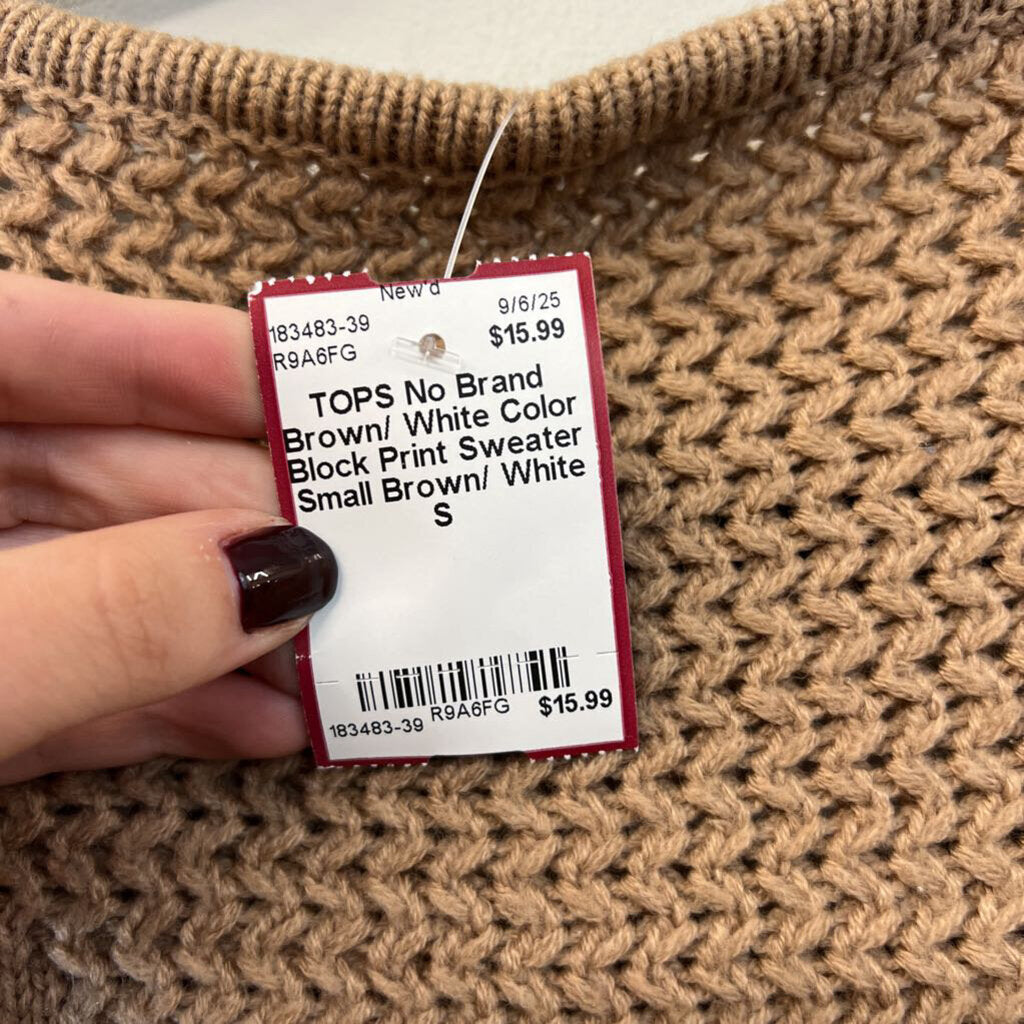 New'd
183483-39 9/6/25
R9A6FG $15.99
TOPS No Brand
Brown/ White Color
Block Print Sweater
Small Brown/ White
S
183483-39 R9A6FG $15.99